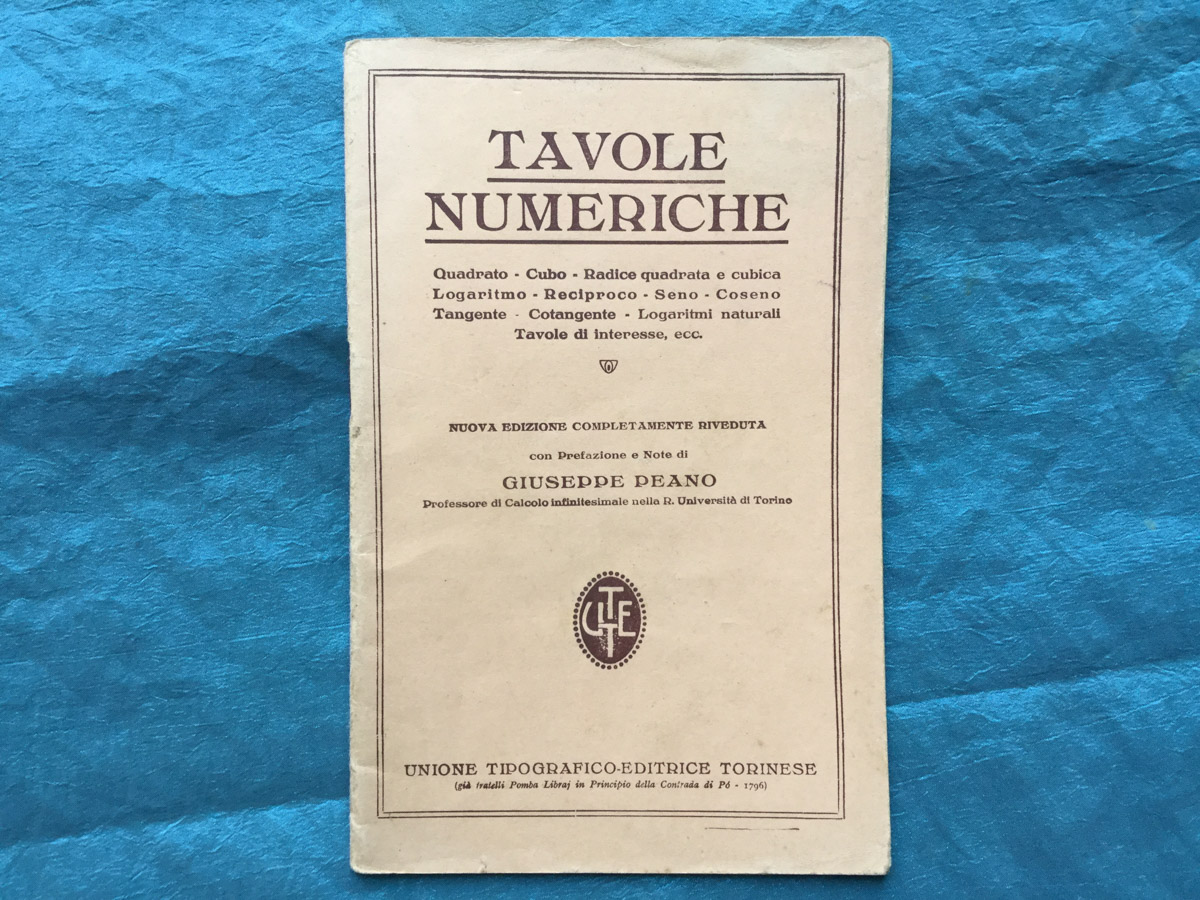 TAVOLE
NUMERICHE
Quadrato - Cubo - Radice quadrata e cubica
Logaritmo - Reciproco - Seno - Coseno
Tangente - Cotangente - Logaritmi naturali
Tavole di interesse, ecc.
NUOVA EDIZIONE COMPLETAMENTE RIVEDUTA
con Prefazione e Note di
GIUSEPPE PEANO
Professore di Calcolo infinitesimale nella R. Università di Torino
UTET
UNIONE TIPOGRAFICO-EDITRICE TORINESE
(già fratelli Pomba Libraj in Principio della Contrada di Pó - 1796)